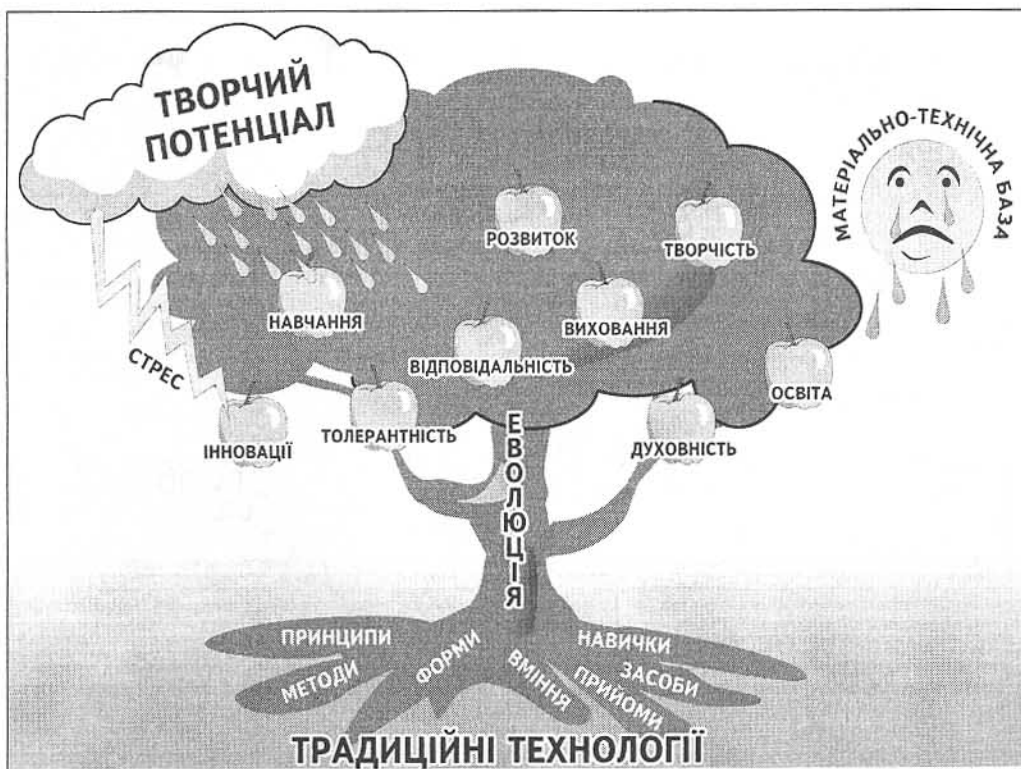 ТВОРЧИЙ
ПОТЕНЦІАЛ
МАТЕРІАЛЬНО-ТЕХНІЧНА БАЗА
РОЗВИТОК
ТВОРЧІСТЬ
НАВЧАННЯ
ВИХОВАННЯ
ВІДПОВІДАЛЬНІСТЬ
СТРЕС
ОСВІТА
ІННОВАЦІЇ
ТОЛЕРАНТНІСТЬ
ДУХОВНІСТЬ
ЕВОЛЮЦІЯ
ПРИНЦИПИ
МЕТОДИ
ФОРМИ
ВМІННЯ
НАВИЧКИ
ЗАСОБИ
ПРИЙОМИ
ТРАДИЦІЙНІ ТЕХНОЛОГІЇ